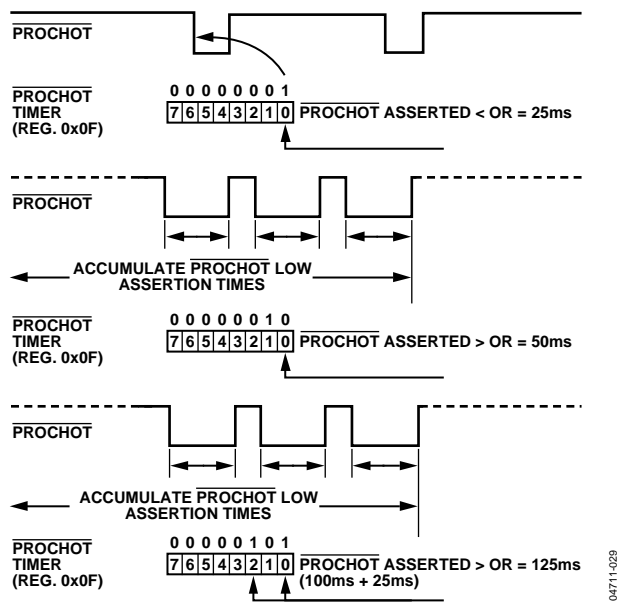 PROCHOT
PROCHOT
TIMER
(REG. 0x0F)
0 0 0 0 0 0 0 1
7 6 5 4 3 2 1 0
PROCHOT ASSERTED < OR = 25ms
PROCHOT
ACCUMULATE PROCHOT LOW
ASSERTION TIMES
PROCHOT
TIMER
(REG. 0x0F)
0 0 0 0 0 0 1 0
7 6 5 4 3 2 1 0
PROCHOT ASSERTED > OR = 50ms
PROCHOT
ACCUMULATE PROCHOT LOW
ASSERTION TIMES
PROCHOT
TIMER
(REG. 0x0F)
0 0 0 0 0 1 0 1
7 6 5 4 3 2 1 0
PROCHOT ASSERTED > OR = 125ms
(100ms + 25ms)
04711-029